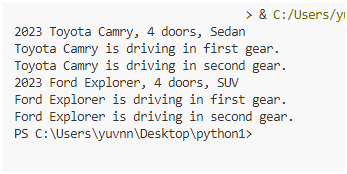 > & C:/Users/yu
2023 Toyota Camry, 4 doors, Sedan
Toyota Camry is driving in first gear.
Toyota Camry is driving in second gear.
2023 Ford Explorer, 4 doors, SUV
Ford Explorer is driving in first gear.
Ford Explorer is driving in second gear.
PS C:\Users\yuvnn\Desktop\python1>